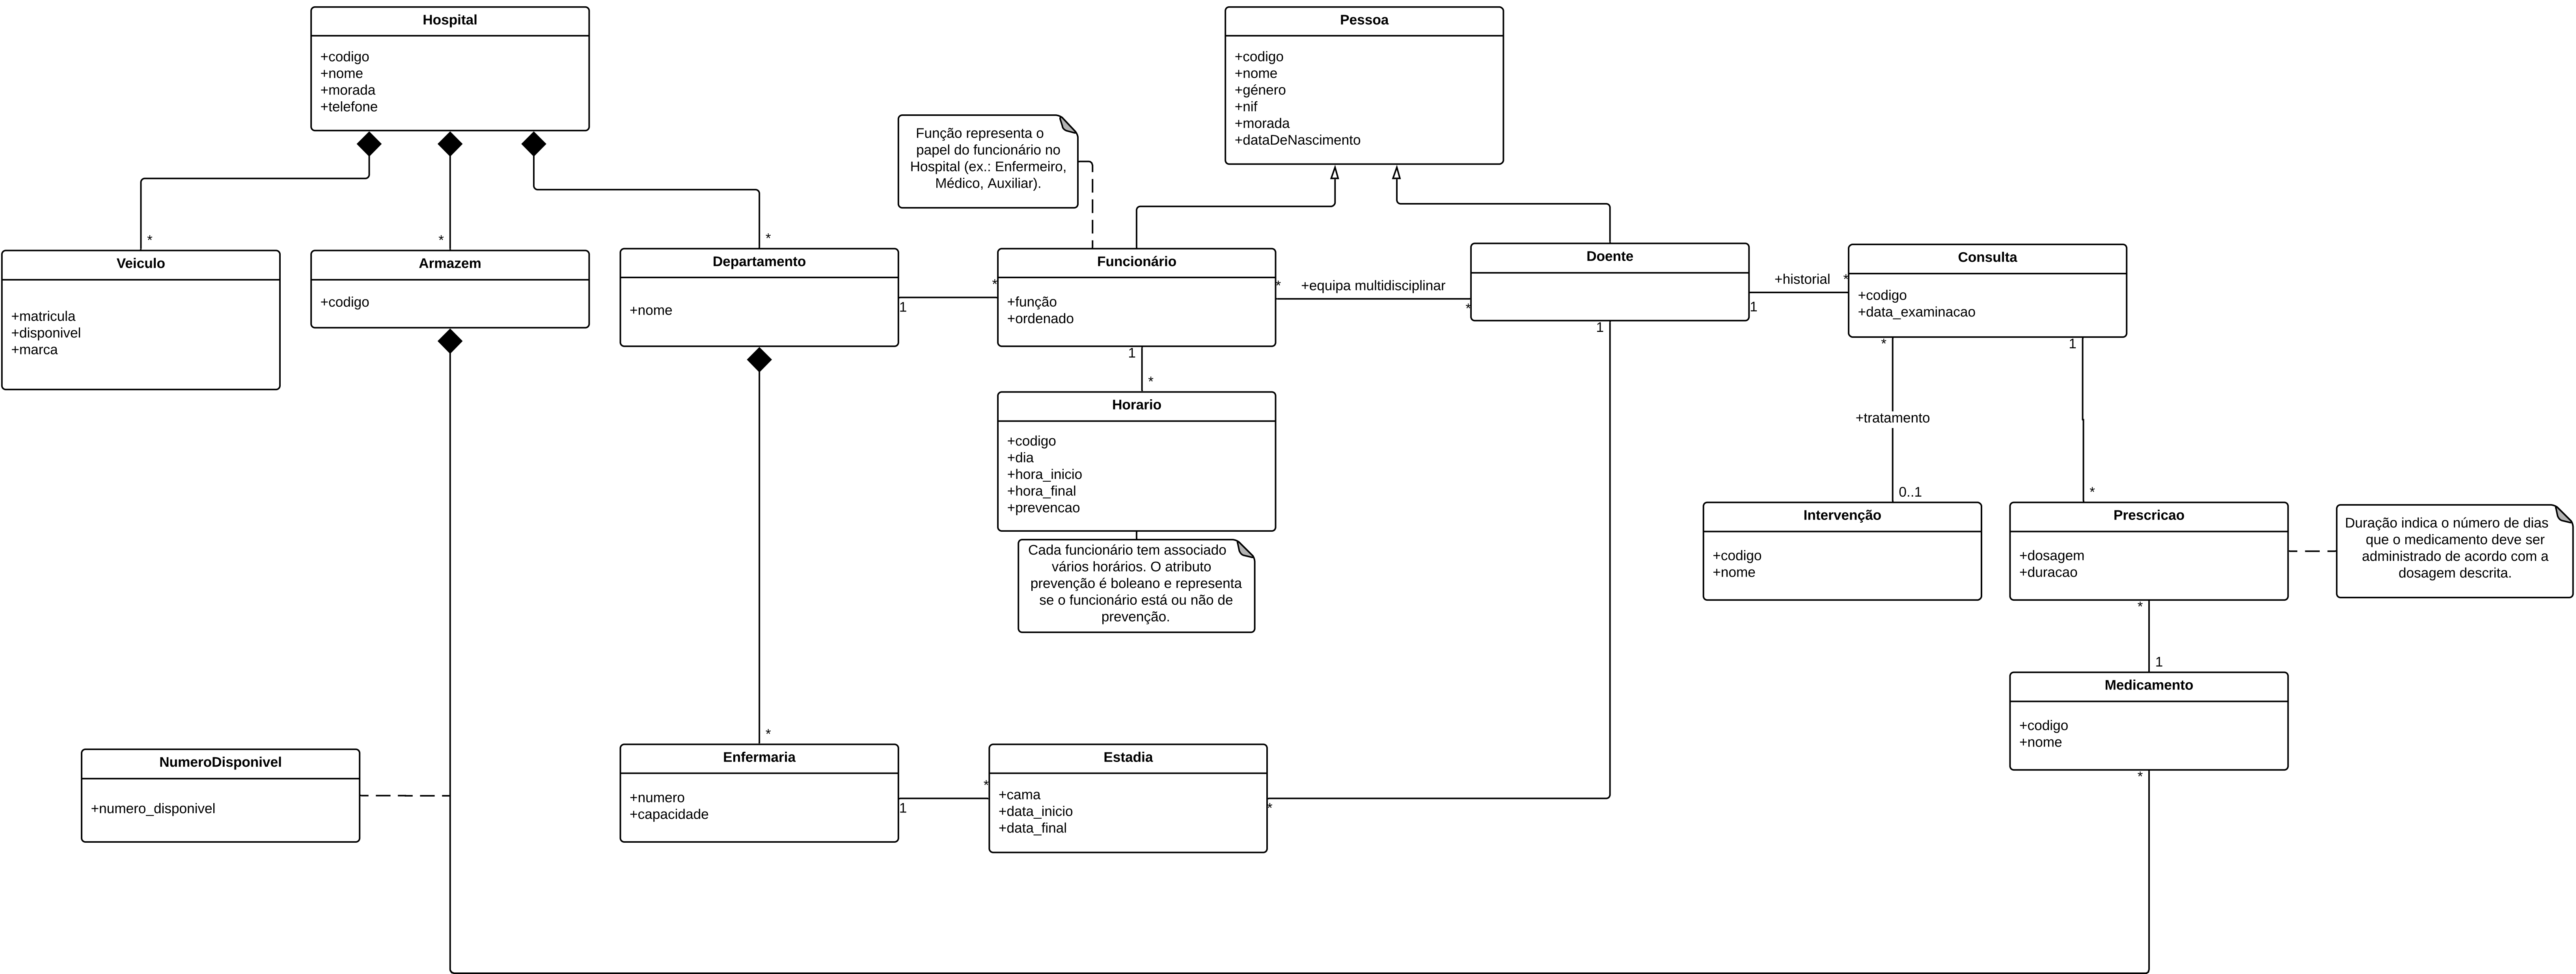 Hospital
+codigo
+nome
+morada
+telefone
Pessoa
+codigo
+nome
+género
+nif
+morada
+dataDeNascimento
Função representa o
papel do funcionário no
Hospital (ex.: Enfermeiro,
Médico, Auxiliar).
*
*
*
Veiculo
+matricula
+disponivel
+marca
Armazem
+codigo
Departamento
+nome
1
*
Funcionário
+função
+ordenado
*
+equipa multidisciplinar
*
Doente
1
+historial
*
Consulta
+codigo
+data_examinacao
1
*
Horario
+codigo
+dia
+hora_inicio
+hora_final
+prevencao
Cada funcionário tem associado
vários horários. O atributo
prevenção é boleano e representa
se o funcionário está ou não de
prevenção.
1
*
+tratamento
0..1
1
*
Intervenção
+codigo
+nome
Prescricao
+dosagem
+duracao
Duração indica o número de dias
que o medicamento deve ser
administrado de acordo com a
dosagem descrita.
*
1
Medicamento
+codigo
+nome
*
NumeroDisponivel
+numero_disponivel
*
Enfermaria
+numero
+capacidade
1
*
Estadia
+cama
+data_inicio
+data_final
*